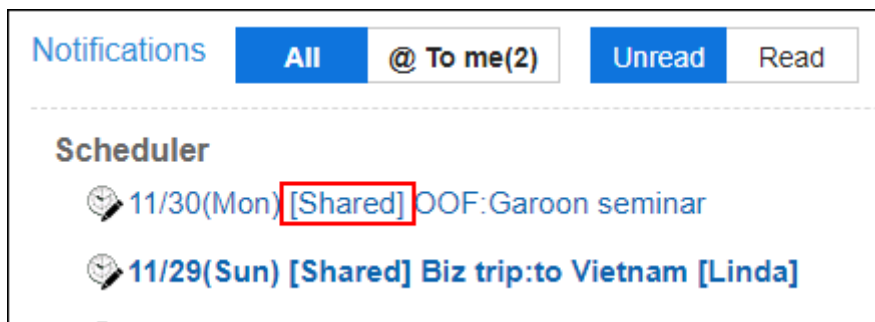 Notifications All @ To me(2) Unread Read
Scheduler
11/30(Mon) [Shared] OOF:Garoon seminar
11/29(Sun) [Shared] Biz trip:to Vietnam [Linda]